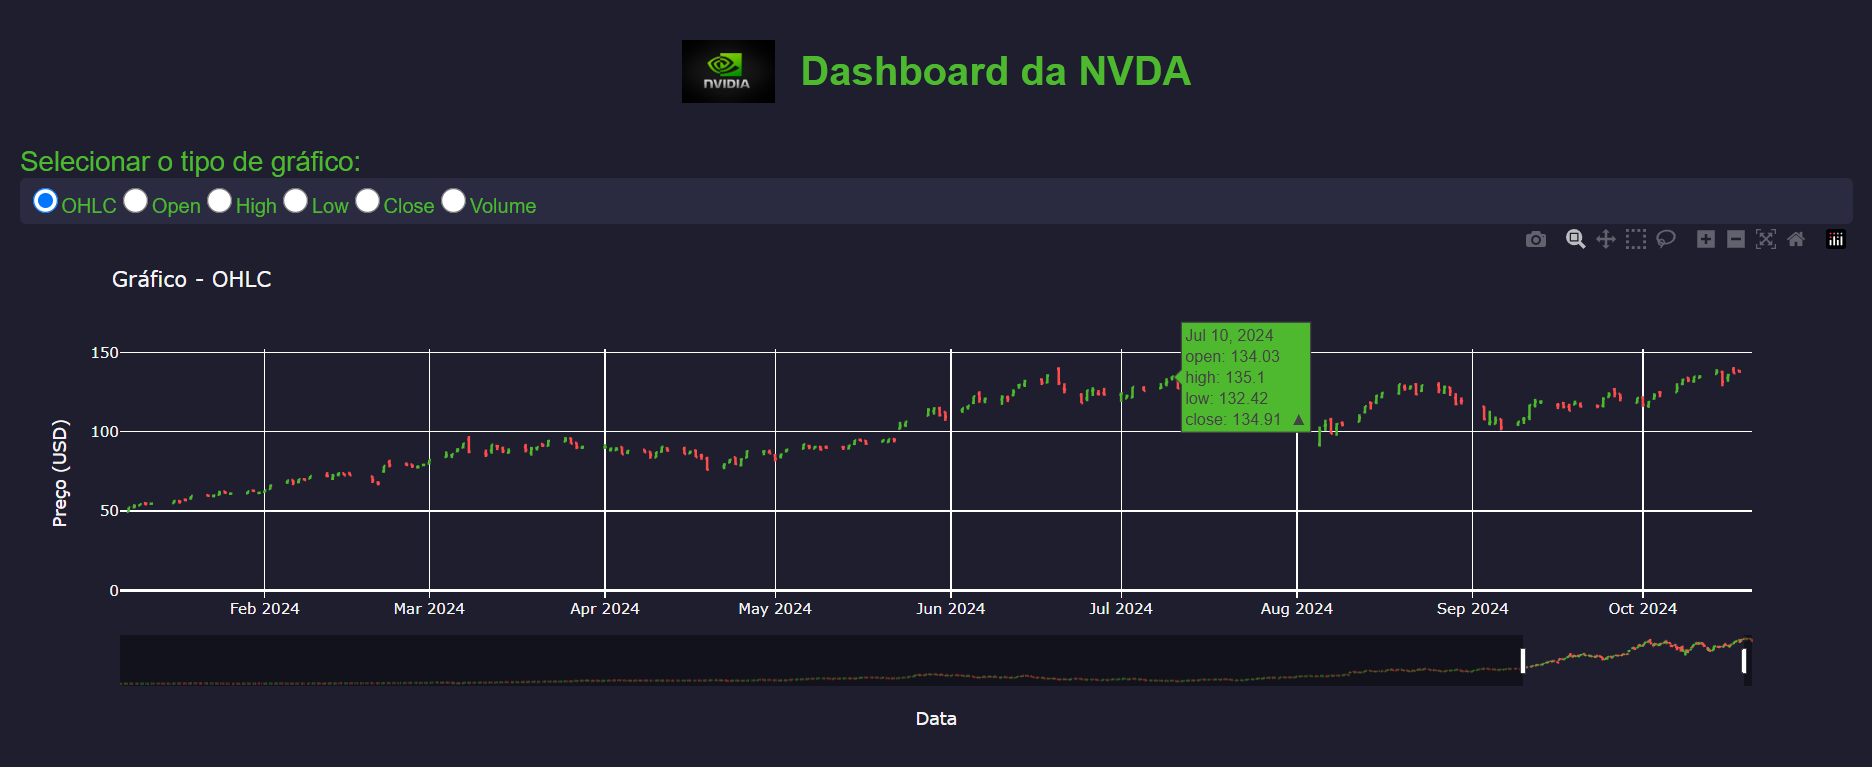 NVIDIA
Dashboard da NVDA
Selecionar o tipo de gráfico:
OHLC Open High Low Close Volume
Gráfico - OHLC
Jul 10, 2024
open: 134.03
high: 135.1
low: 132.42
close: 134.91 ▲
150
100
50
0
Preço (USD)
Feb 2024 Mar 2024 Apr 2024 May 2024 Jun 2024 Jul 2024 Aug 2024 Sep 2024 Oct 2024
Data